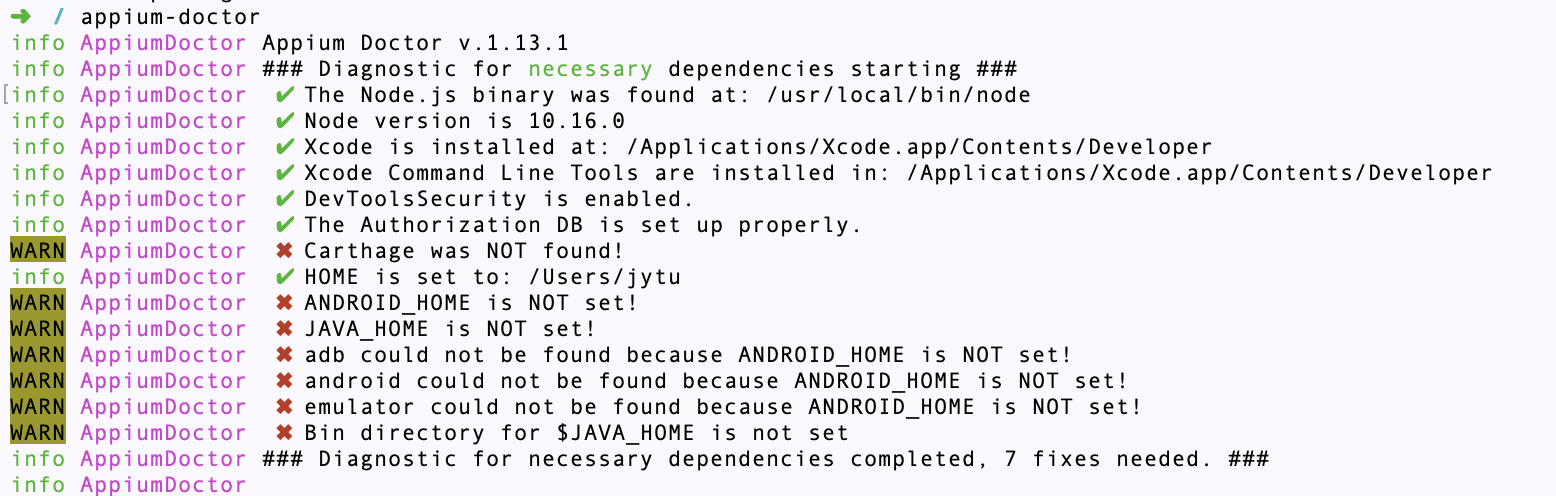 ➜ / appium-doctor
info AppiumDoctor Appium Doctor v.1.13.1
info AppiumDoctor ### Diagnostic for necessary dependencies starting ###
[info AppiumDoctor ✔ The Node.js binary was found at: /usr/local/bin/node
info AppiumDoctor ✔ Node version is 10.16.0
info AppiumDoctor ✔ Xcode is installed at: /Applications/Xcode.app/Contents/Developer
info AppiumDoctor ✔ Xcode Command Line Tools are installed in: /Applications/Xcode.app/Contents/Developer
info AppiumDoctor ✔ DevToolsSecurity is enabled.
info AppiumDoctor ✔ The Authorization DB is set up properly.
WARN AppiumDoctor ✖ Carthage was NOT found!
info AppiumDoctor ✔ HOME is set to: /Users/jytu
WARN AppiumDoctor ✖ ANDROID_HOME is NOT set!
WARN AppiumDoctor ✖ JAVA_HOME is NOT set!
WARN AppiumDoctor ✖ adb could not be found because ANDROID_HOME is NOT set!
WARN AppiumDoctor ✖ android could not be found because ANDROID_HOME is NOT set!
WARN AppiumDoctor ✖ emulator could not be found because ANDROID_HOME is NOT set!
WARN AppiumDoctor ✖ Bin directory for $JAVA_HOME is not set
info AppiumDoctor ### Diagnostic for necessary dependencies completed, 7 fixes needed. ###
info AppiumDoctor